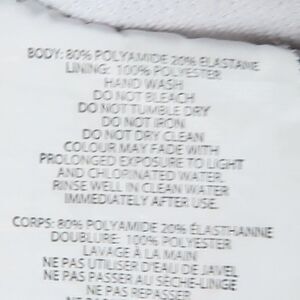 BODY: 80% POLYAMIDE 20% ELASTANE
LINING: 100% POLYESTER
HAND WASH
DO NOT BLEACH
DO NOT TUMBLE DRY
DO NOT IRON
DO NOT DRY CLEAN
COLOUR MAY FADE WITH
PROLONGED EXPOSURE TO LIGHT
AND CHLORINATED WATER.
RINSE WELL IN CLEAN WATER
IMMEDIATELY AFTER USE.
CORPS: 80% POLYAMIDE 20% ÉLASTHANNE
DOUBLURE: 100% POLYESTER
LAVAGE À LA MAIN
NE PAS UTILISER D'EAU DE JAVEL
NE PAS PASSER AU SÈCHE-LINGE
NE PAS REPASSER